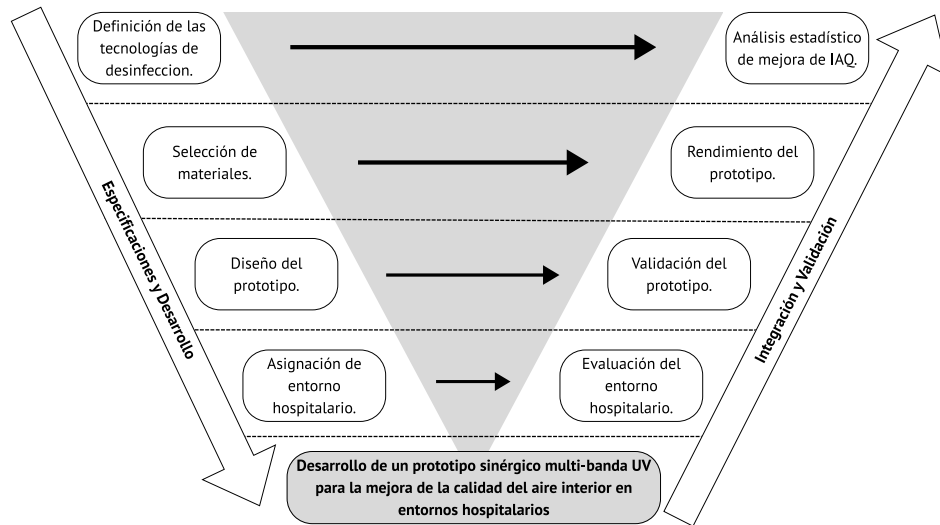 Definición de las
tecnologías de
desinfeccion.
Análisis estadístico
de mejora de IAQ.
Selección de
materiales.
Rendimiento del
prototipo.
Diseño del
prototipo.
Validación del
prototipo.
Asignación de
entorno
hospitalario.
Evaluación del
entorno
hospitalario.
Especificaciones y Desarrollo
Integración y Validación
Desarrollo de un prototipo sinérgico multi-banda UV
para la mejora de la calidad del aire interior en
entornos hospitalarios